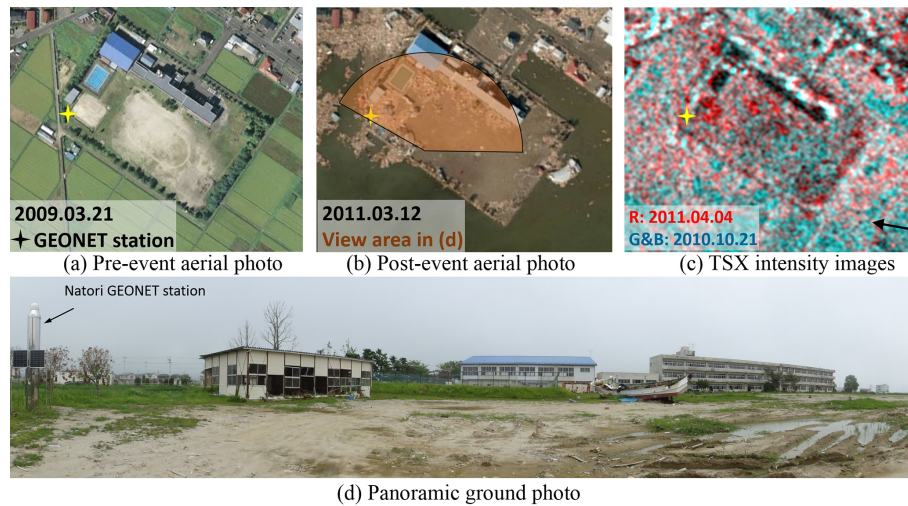 2009.03.21
GEONET station
(a) Pre-event aerial photo
2011.03.12
View area in (d)
(b) Post-event aerial photo
R: 2011.04.04
G&B: 2010.10.21
(c) TSX intensity images
Natori GEONET station
(d) Panoramic ground photo